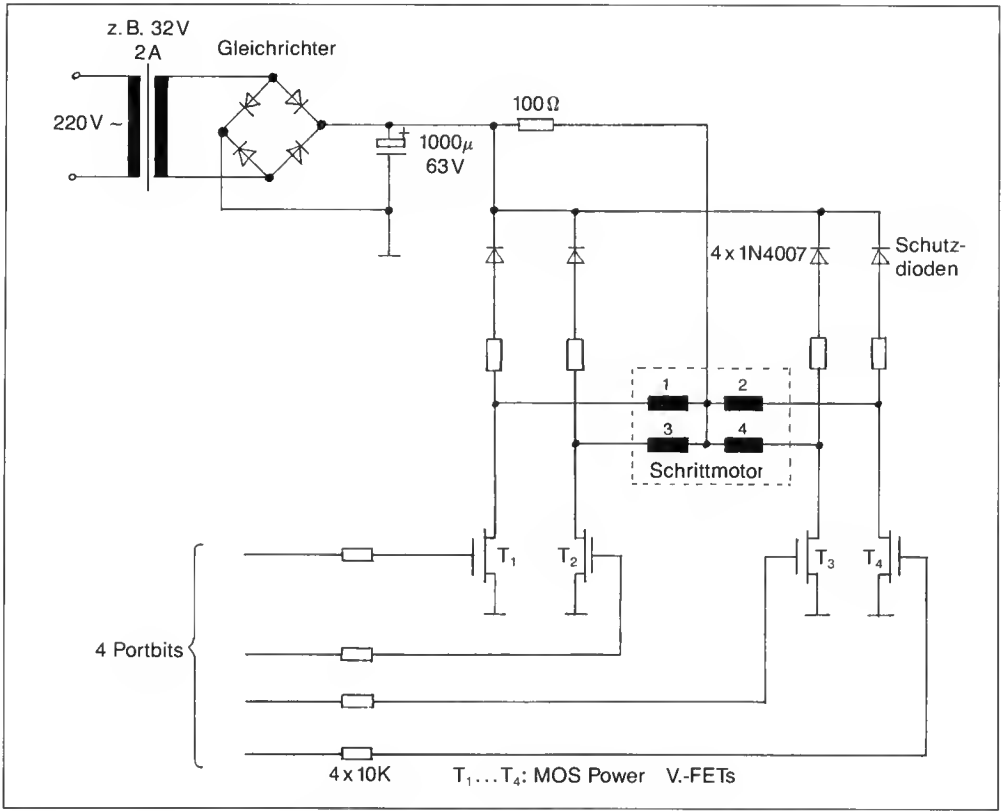 z. B. 32V
2A
Gleichrichter
220V ~
+
1000µ
63V
100Ω
4 x 1N4007
Schutz-
dioden
1
2
3
4
Schrittmotor
T₁
T₂
T₃
T₄
4 Portbits
4 x 10K
T₁...T₄: MOS Power V.-FETs